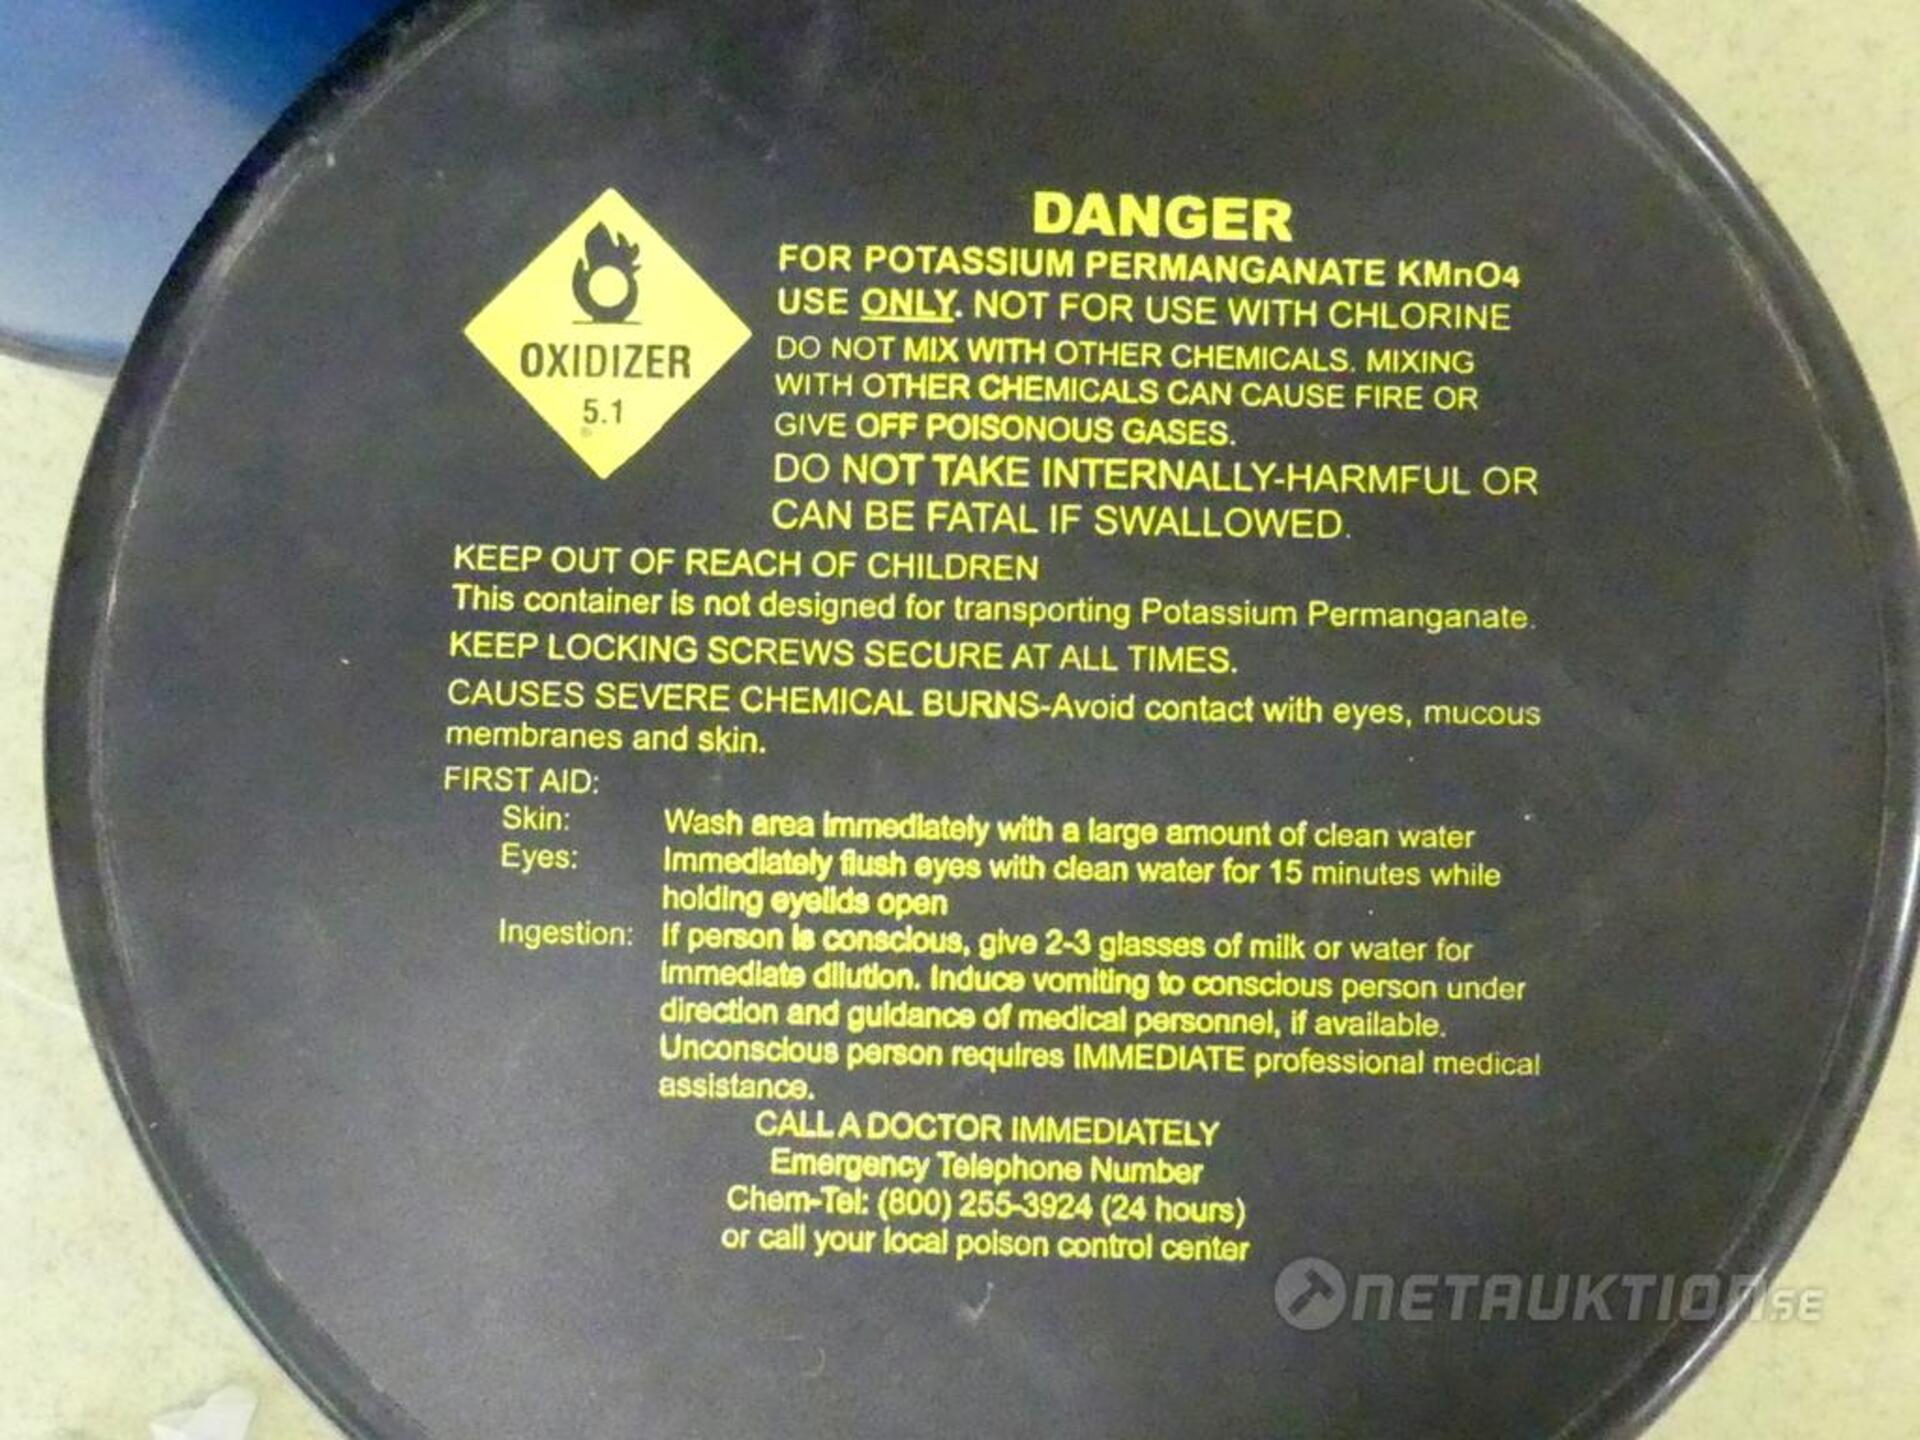 DANGER
FOR POTASSIUM PERMANGANATE KMnO4
USE ONLY. NOT FOR USE WITH CHLORINE
DO NOT MIX WITH OTHER CHEMICALS. MIXING
WITH OTHER CHEMICALS CAN CAUSE FIRE OR
GIVE OFF POISONOUS GASES.
DO NOT TAKE INTERNALLY-HARMFUL OR
CAN BE FATAL IF SWALLOWED.
OXIDIZER
5.1
KEEP OUT OF REACH OF CHILDREN
This container is not designed for transporting Potassium Permanganate.
KEEP LOCKING SCREWS SECURE AT ALL TIMES.
CAUSES SEVERE CHEMICAL BURNS-Avoid contact with eyes, mucous
membranes and skin.
FIRST AID:
Skin: Wash area immediately with a large amount of clean water
Eyes: Immediately flush eyes with clean water for 15 minutes while
holding eyelids open
Ingestion: If person is conscious, give 2-3 glasses of milk or water for
immediate dilution. Induce vomiting to conscious person under
direction and guidance of medical personnel, if available.
Unconscious person requires IMMEDIATE professional medical
assistance.
CALL A DOCTOR IMMEDIATELY
Emergency Telephone Number
Chem-Tel: (800) 255-3924 (24 hours)
or call your local poison control center
NETAUKTION.SE